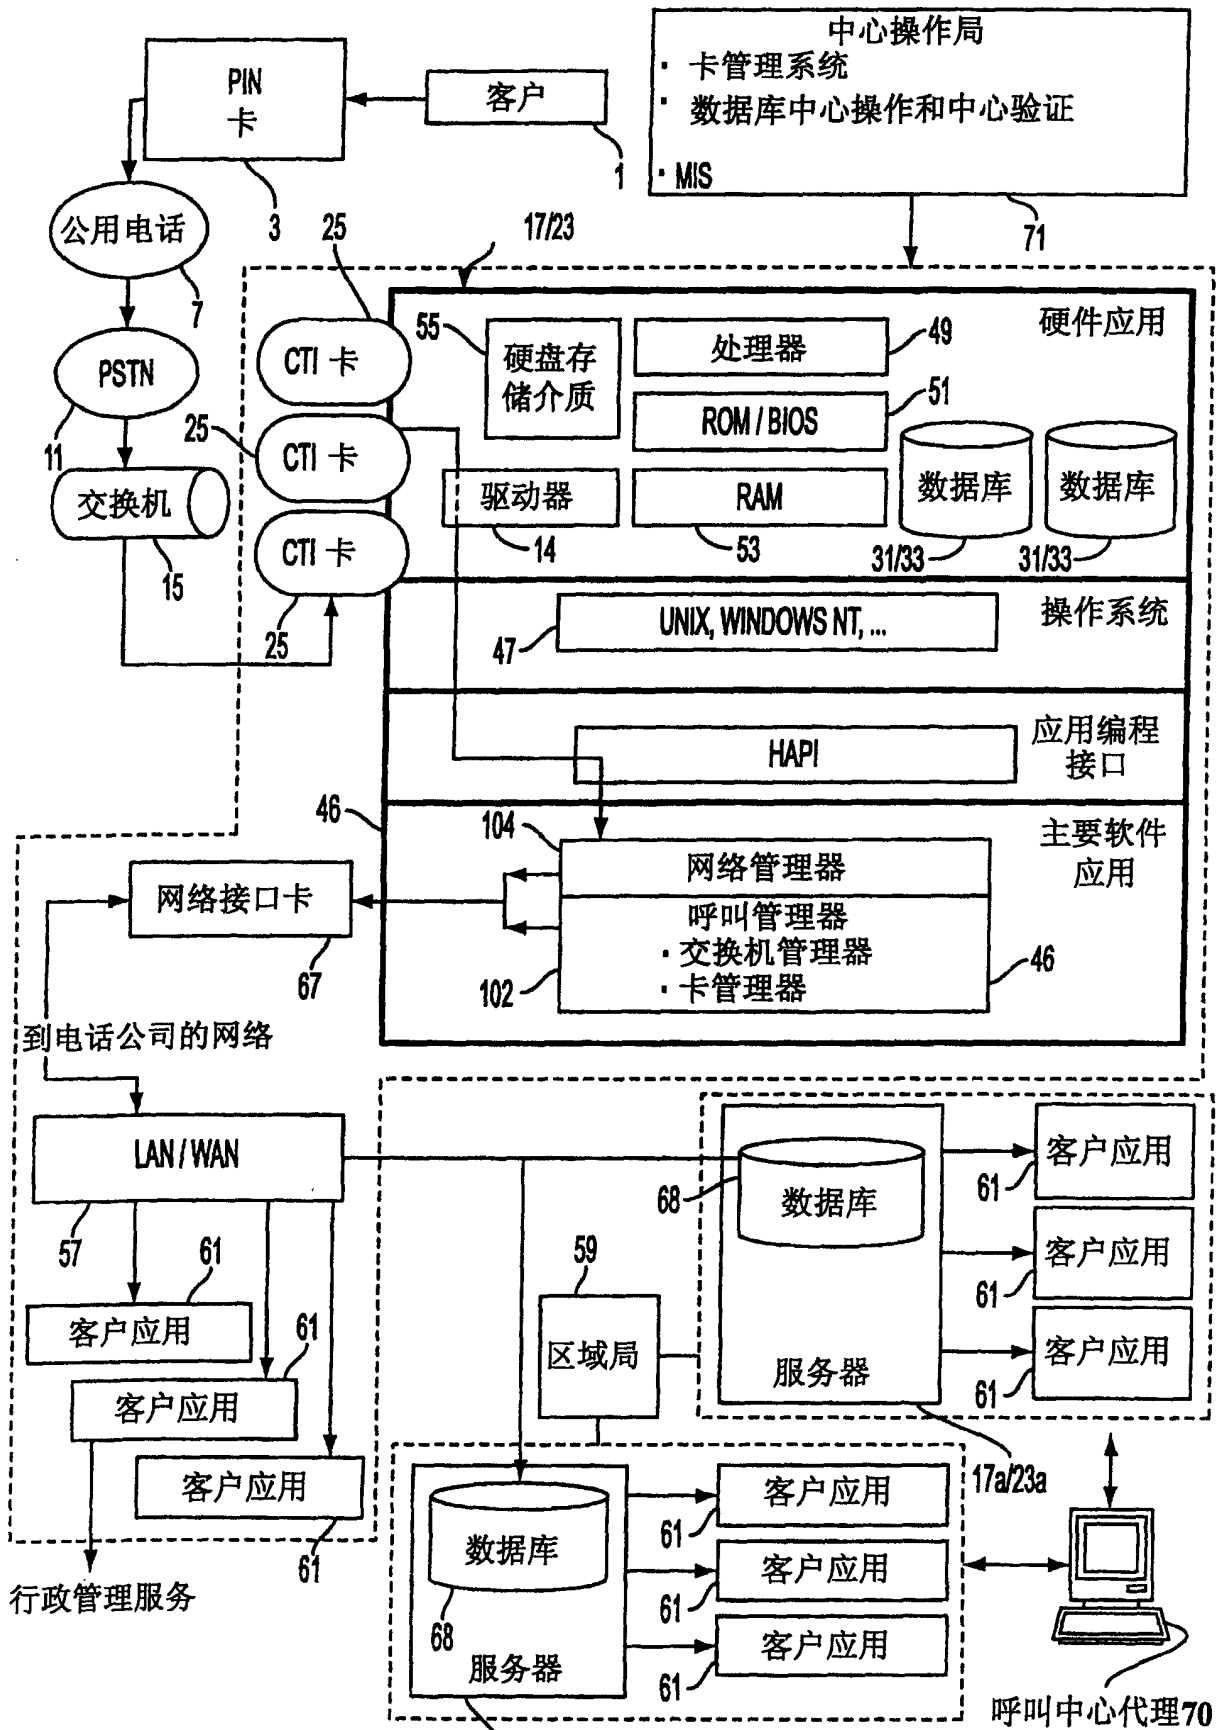 中心操作局
· 卡管理系统
· 数据库中心操作和中心验证
· MIS
71
PIN
卡
3
客户
1
公用电话
7
PSTN
11
交换机
15
25
CTI 卡
25
CTI 卡
CTI 卡
25
17/23
硬件应用
55
硬盘存
储介质
处理器
49
ROM / BIOS
51
驱动器
14
RAM
53
数据库
31/33
数据库
31/33
操作系统
UNIX, WINDOWS NT, ...
47
应用编程
接口
HAPI
46
主要软件
应用
104
网络管理器
呼叫管理器
· 交换机管理器
· 卡管理器
102
46
网络接口卡
67
到电话公司的网络
LAN / WAN
57
61
客户应用
61
客户应用
客户应用
61
行政管理服务
59
区域局
68
数据库
服务器
17a/23a
客户应用
61
客户应用
61
客户应用
61
数据库
68
服务器
客户应用
61
客户应用
61
客户应用
61
呼叫中心代理70